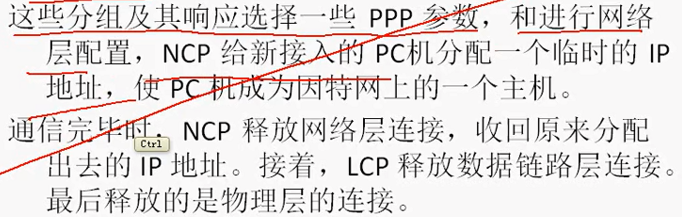 这些分组及其响应选择一些 PPP 参数，和进行网络
层配置，NCP 给新接入的 PC机分配一个临时的 IP
地址，使 PC 机成为因特网上的一个主机。
通信完毕时，NCP 释放网络层连接，收回原来分配
Ctrl
出去的 IP 地址。接着，LCP 释放数据链路层连接。
最后释放的是物理层的连接。